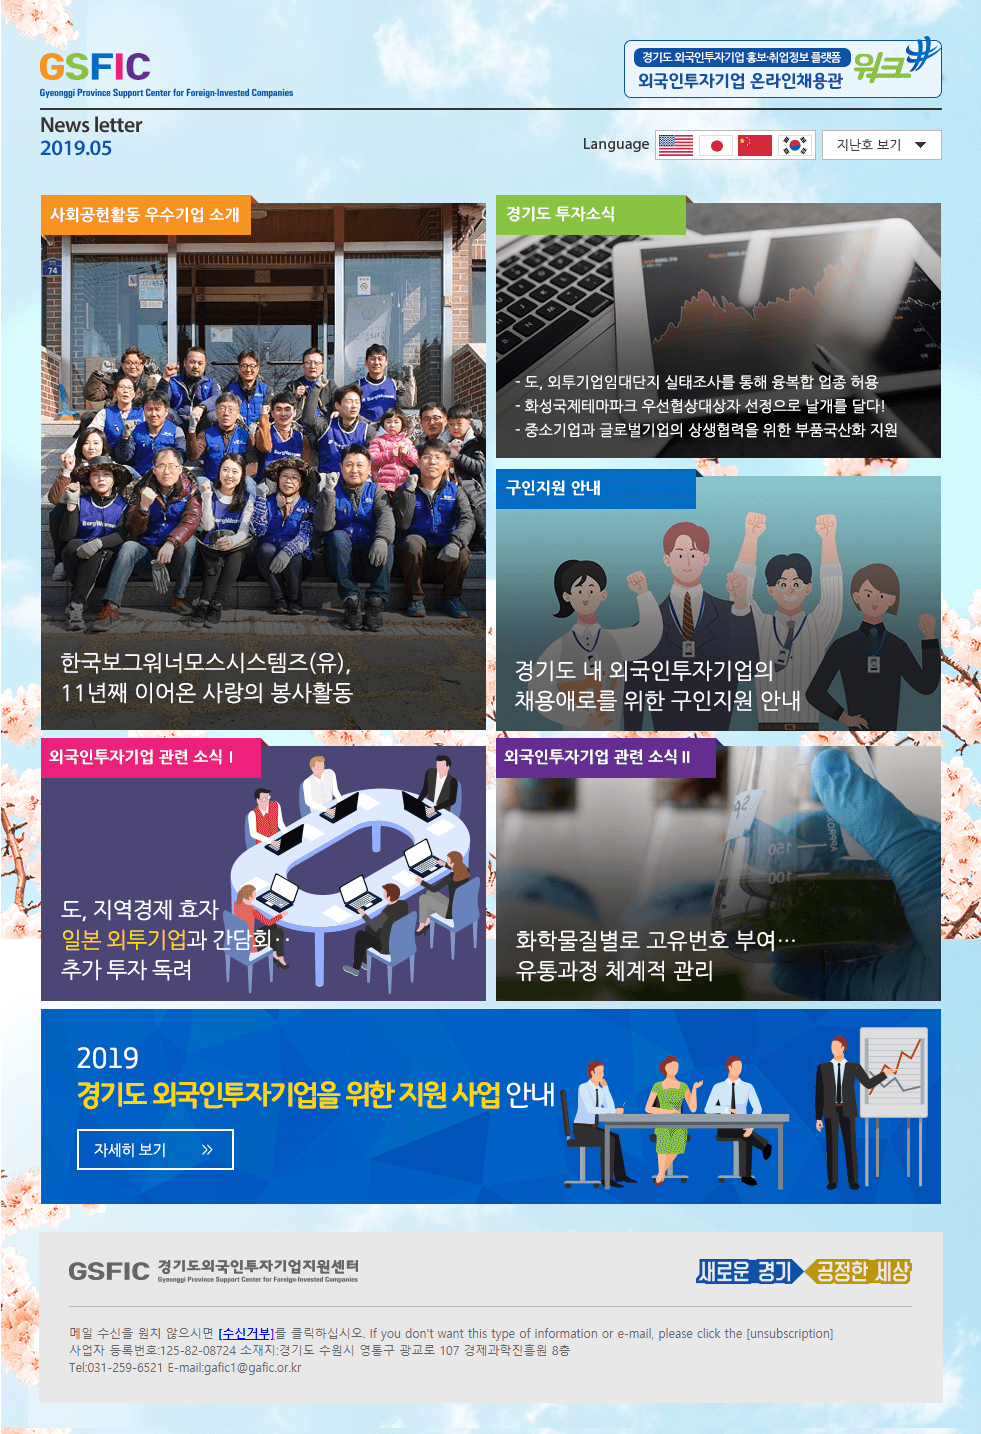 GSFIC
Gyeonggi Province Support Center for Foreign-Invested Companies
경기도 외국인투자기업 홍보·취업정보 플랫폼
외국인투자기업 온라인채용관
News letter
2019.05
Language
지난호 보기
사회공헌활동 우수기업 소개
74
BorgWarner
한국보그워너모스시스템즈(유),
11년째 이어온 사랑의 봉사활동
경기도 투자소식
- 도, 외투기업임대단지 실태조사를 통해 융복합 업종 허용
- 화성국제테마파크 우선협상대상자 선정으로 날개를 달다!
- 중소기업과 글로벌기업의 상생협력을 위한 부품국산화 지원
구인지원 안내
경기도 내 외국인투자기업의
채용애로를 위한 구인지원 안내
외국인투자기업 관련 소식 Ⅰ
도, 지역경제 효자
일본 외투기업과 간담회··
추가 투자 독려
외국인투자기업 관련 소식Ⅱ
150
100
화학물질별로 고유번호 부여···
유통과정 체계적 관리
2019
경기도 외국인투자기업을 위한 지원 사업 안내
자세히 보기 »
GSFIC 경기도외국인투자기업지원센터
Gyeonggi Province Support Center for Foreign-Invested Companies
새로운 경기 공정한 세상
메일 수신을 원치 않으시면 [수신거부]를 클릭하십시오. If you don't want this type of information or e-mail, please click the [unsubscription]
사업자 등록번호:125-82-08724 소재지:경기도 수원시 영통구 광교로 107 경제과학진흥원 8층
Tel:031-259-6521 E-mail:gafic1@gafic.or.kr